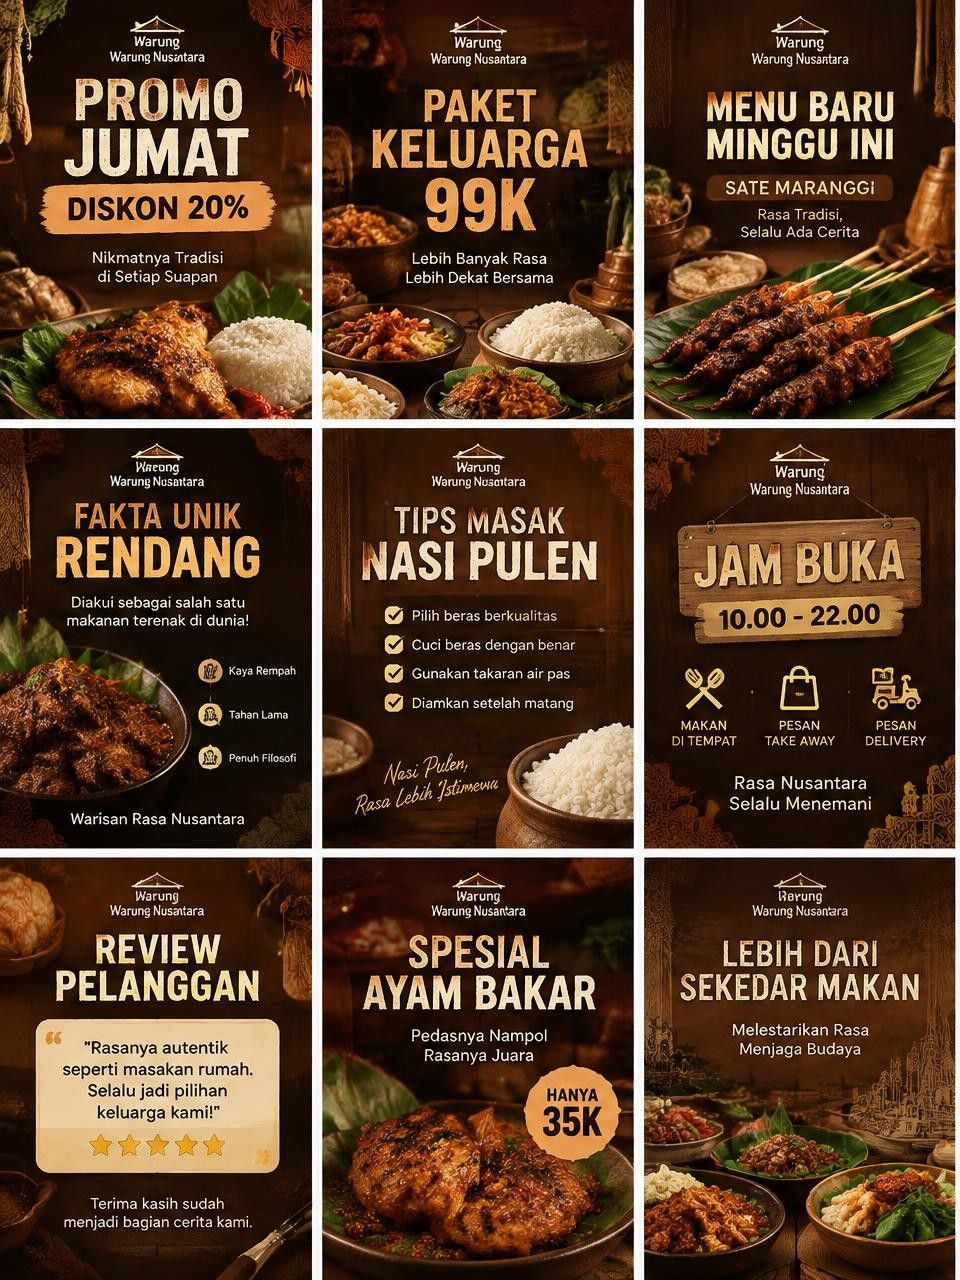 Warung
Warung Nusantara
PROMO
JUMAT
DISKON 20%
Nikmatnya Tradisi
di Setiap Suapan
Warung
Warung Nusantara
PAKET
KELUARGA
99K
Lebih Banyak Rasa
Lebih Dekat Bersama
Warung
Warung Nusantara
MENU BARU
MINGGU INI
SATE MARANGGI
Rasa Tradisi,
Selalu Ada Cerita
Warung Nusantara
FAKTA UNIK
RENDANG
Diakui sebagai salah satu
makanan terenak di dunia!
Kaya Rempah
Tahan Lama
Penuh Filosofi
Warisan Rasa Nusantara
Warung
Warung Nusantara
TIPS MASAK
NASI PULEN
Pilih beras berkualitas
Cuci beras dengan benar
Gunakan takaran air pas
Diamkan setelah matang
Nasi Pulen,
Rasa Lebih Istimewa
Warung
Warung Nusantara
JAM BUKA
10.00 - 22.00
MAKAN
DI TEMPAT
PESAN
TAKE AWAY
PESAN
DELIVERY
Rasa Nusantara
Selalu Menemani
Warung
Warung Nusantara
REVIEW
PELANGGAN
"Rasanya autentik
seperti masakan rumah.
Selalu jadi pilihan
keluarga kami!"
Terima kasih sudah
menjadi bagian cerita kami.
Warung
Warung Nusantara
SPESIAL
AYAM BAKAR
Pedasnya Nampol
Rasanya Juara
HANYA
35K
Warung Nusantara
LEBIH DARI
SEKEDAR MAKAN
Melestarikan Rasa
Menjaga Budaya